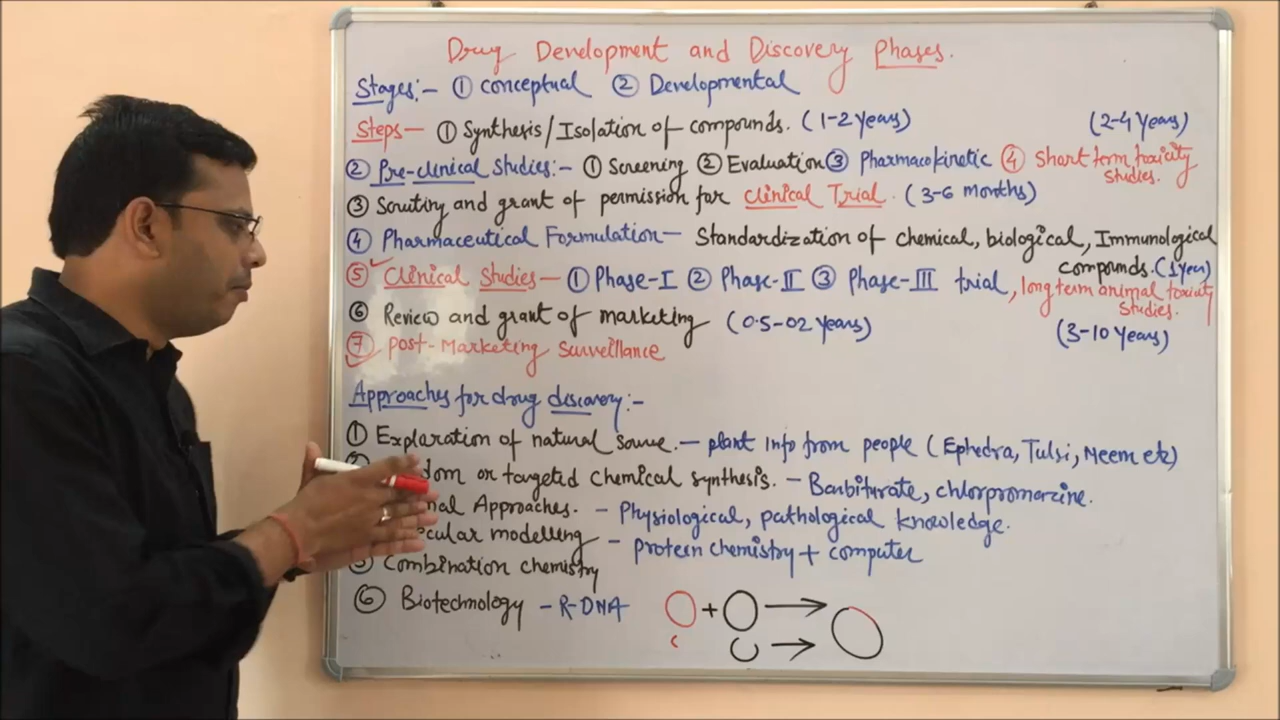 Drug Development and Discovery Phases.
Stages:- ① conceptual ② Developmental
Steps- ① Synthesis/Isolation of compounds. (1-2 years) (2-4 years)
② Pre-clinical studies:- ① Screening ② Evaluation ③ Pharmacokinetic ④ Short term toxicity
studies.
③ Scrutiny and grant of permission for Clinical Trial. (3-6 months)
④ Pharmaceutical Formulation- Standardization of chemical, biological, Immunological
compounds. (1 year)
⑤ Clinical Studies- ① Phase-I ② Phase-II ③ Phase-III trial, long term animal toxicity
studies.
⑥ Review and grant of marketing (0.5-02 years) (3-10 years)
⑦ post-Marketing Surveillance
Approaches for drug discovery:-
① Exploration of natural source. - plant Info from people (Ephedra, Tulsi, Neem etc)
dom or targeted chemical synthesis. - Barbiturate, chlorpromazine.
nal Approaches. - Physiological, pathological knowledge.
cular modelling - protein chemistry + computer
⑤ Combination chemistry
⑥ Biotechnology - R-DNA